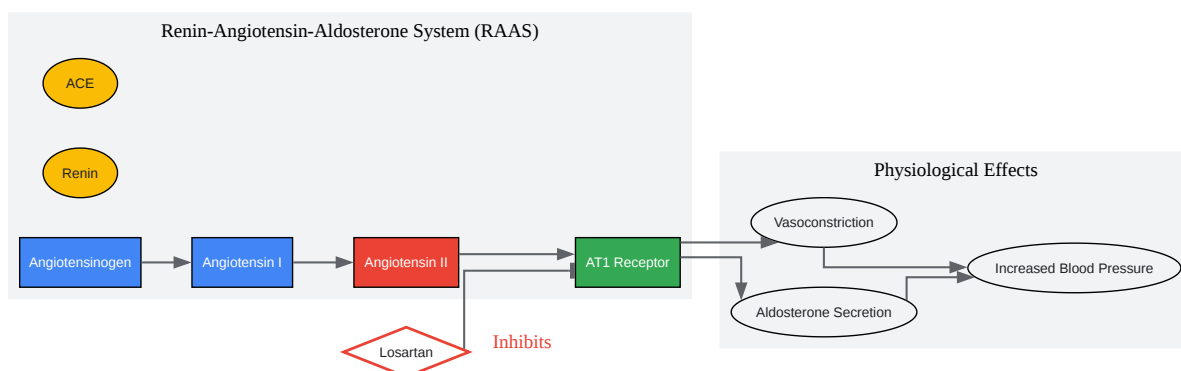 Renin-Angiotensin-Aldosterone System (RAAS)
ACE
Renin
Angiotensinogen
Angiotensin I
Angiotensin II
AT1 Receptor
Losartan
Inhibits
Physiological Effects
Vasoconstriction
Aldosterone Secretion
Increased Blood Pressure